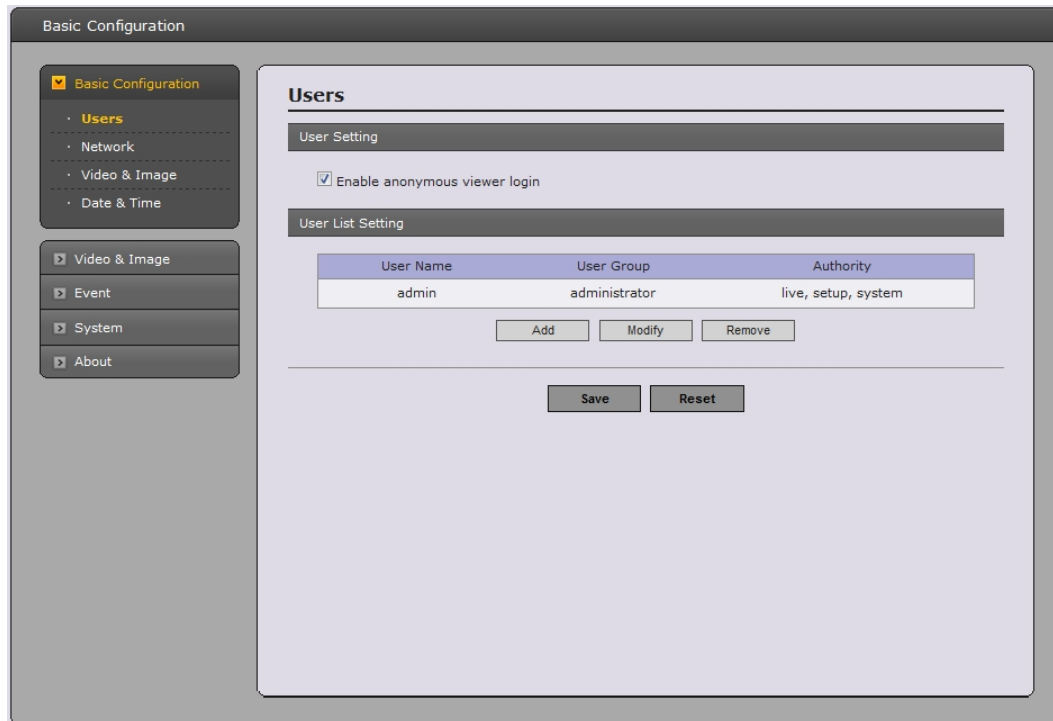 Basic Configuration
Basic Configuration
· Users
· Network
· Video & Image
· Date & Time
Video & Image
Event
System
About
Users
User Setting
Enable anonymous viewer login
User List Setting
User Name User Group Authority
admin administrator live, setup, system
Add Modify Remove
Save Reset